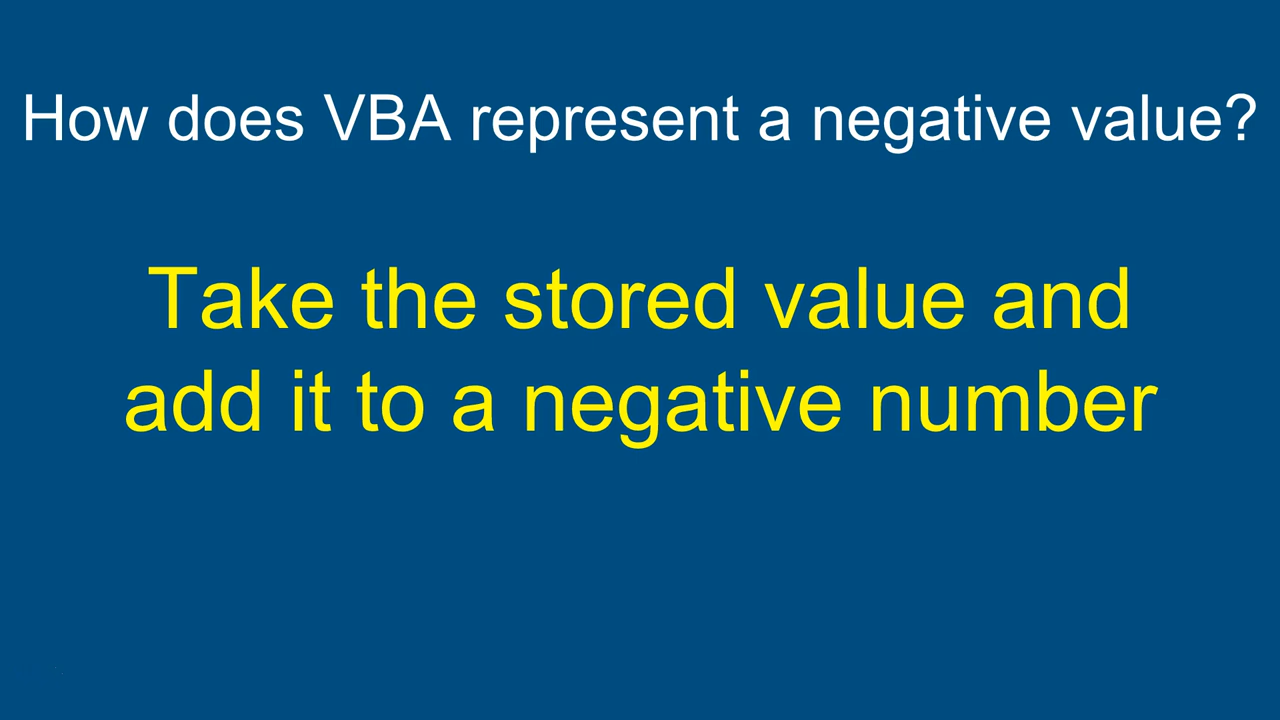 How does VBA represent a negative value?
Take the stored value and
add it to a negative number